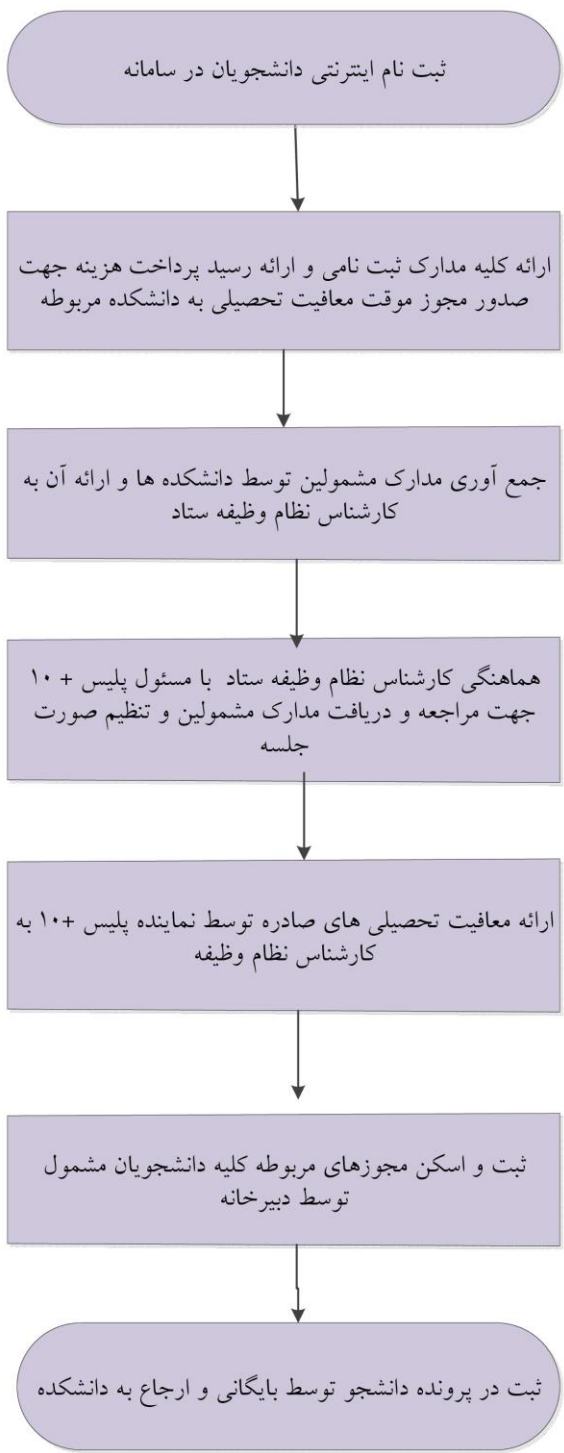 ثبت نام اینترنتی دانشجویان در سامانه
ارائه کلیه مدارک ثبت نامی و ارائه رسید پرداخت هزینه جهت
صدور مجوز موقت معافیت تحصیلی به دانشکده مربوطه
جمع آوری مدارک مشمولین توسط دانشکده ها و ارائه آن به
کارشناس نظام وظیفه ستاد
هماهنگی کارشناس نظام وظیفه ستاد با مسئول پلیس + ۱۰
جهت مراجعه و دریافت مدارک مشمولین و تنظیم صورت
جلسه
ارائه معافیت تحصیلی های صادره توسط نماینده پلیس +۱۰ به
کارشناس نظام وظیفه
ثبت و اسکن مجوزهای مربوطه کلیه دانشجویان مشمول
توسط دبیرخانه
ثبت در پرونده دانشجو توسط بایگانی و ارجاع به دانشکده